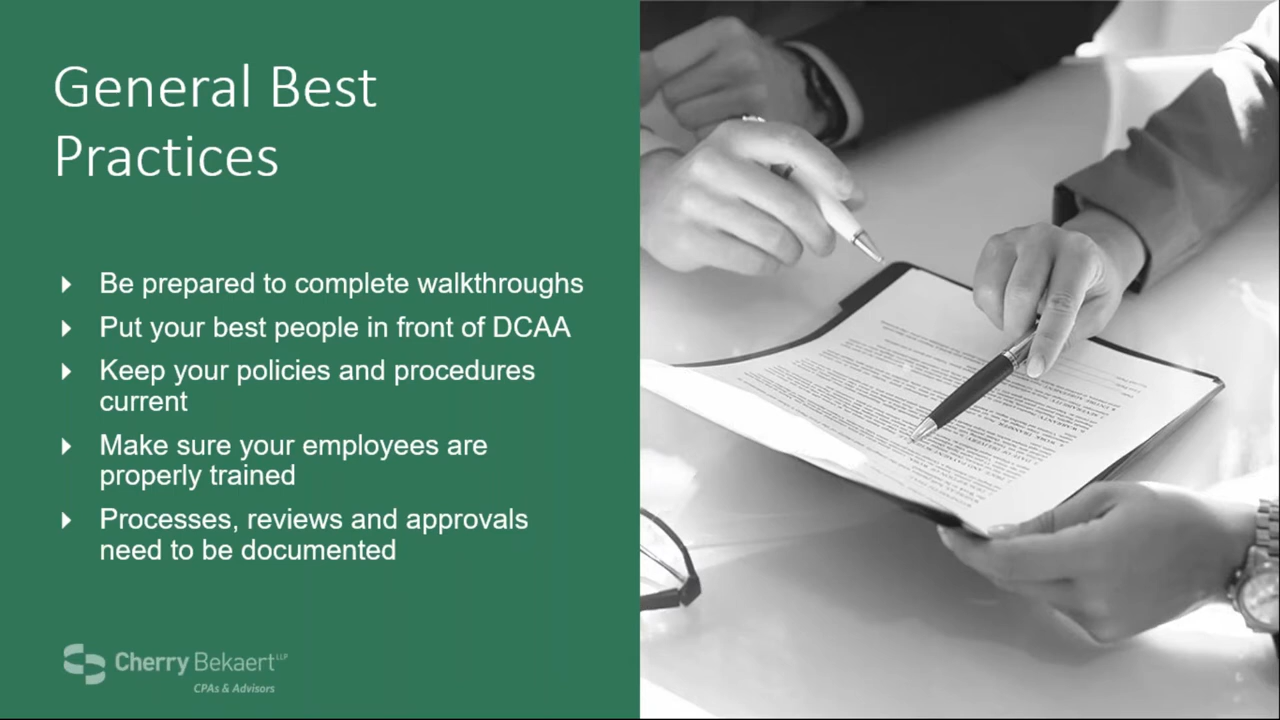 General Best
Practices
Be prepared to complete walkthroughs
Put your best people in front of DCAA
Keep your policies and procedures
current
Make sure your employees are
properly trained
Processes, reviews and approvals
need to be documented
Cherry Bekaert LLP
CPAs & Advisors